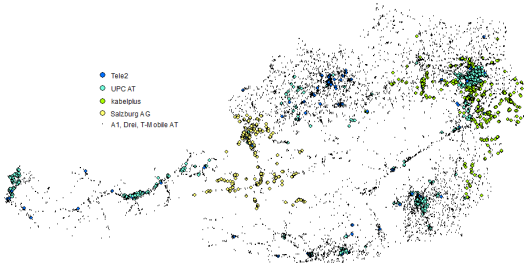 Tele2
UPC AT
kabelplus
Salzburg AG
A1, Drei, T-Mobile AT